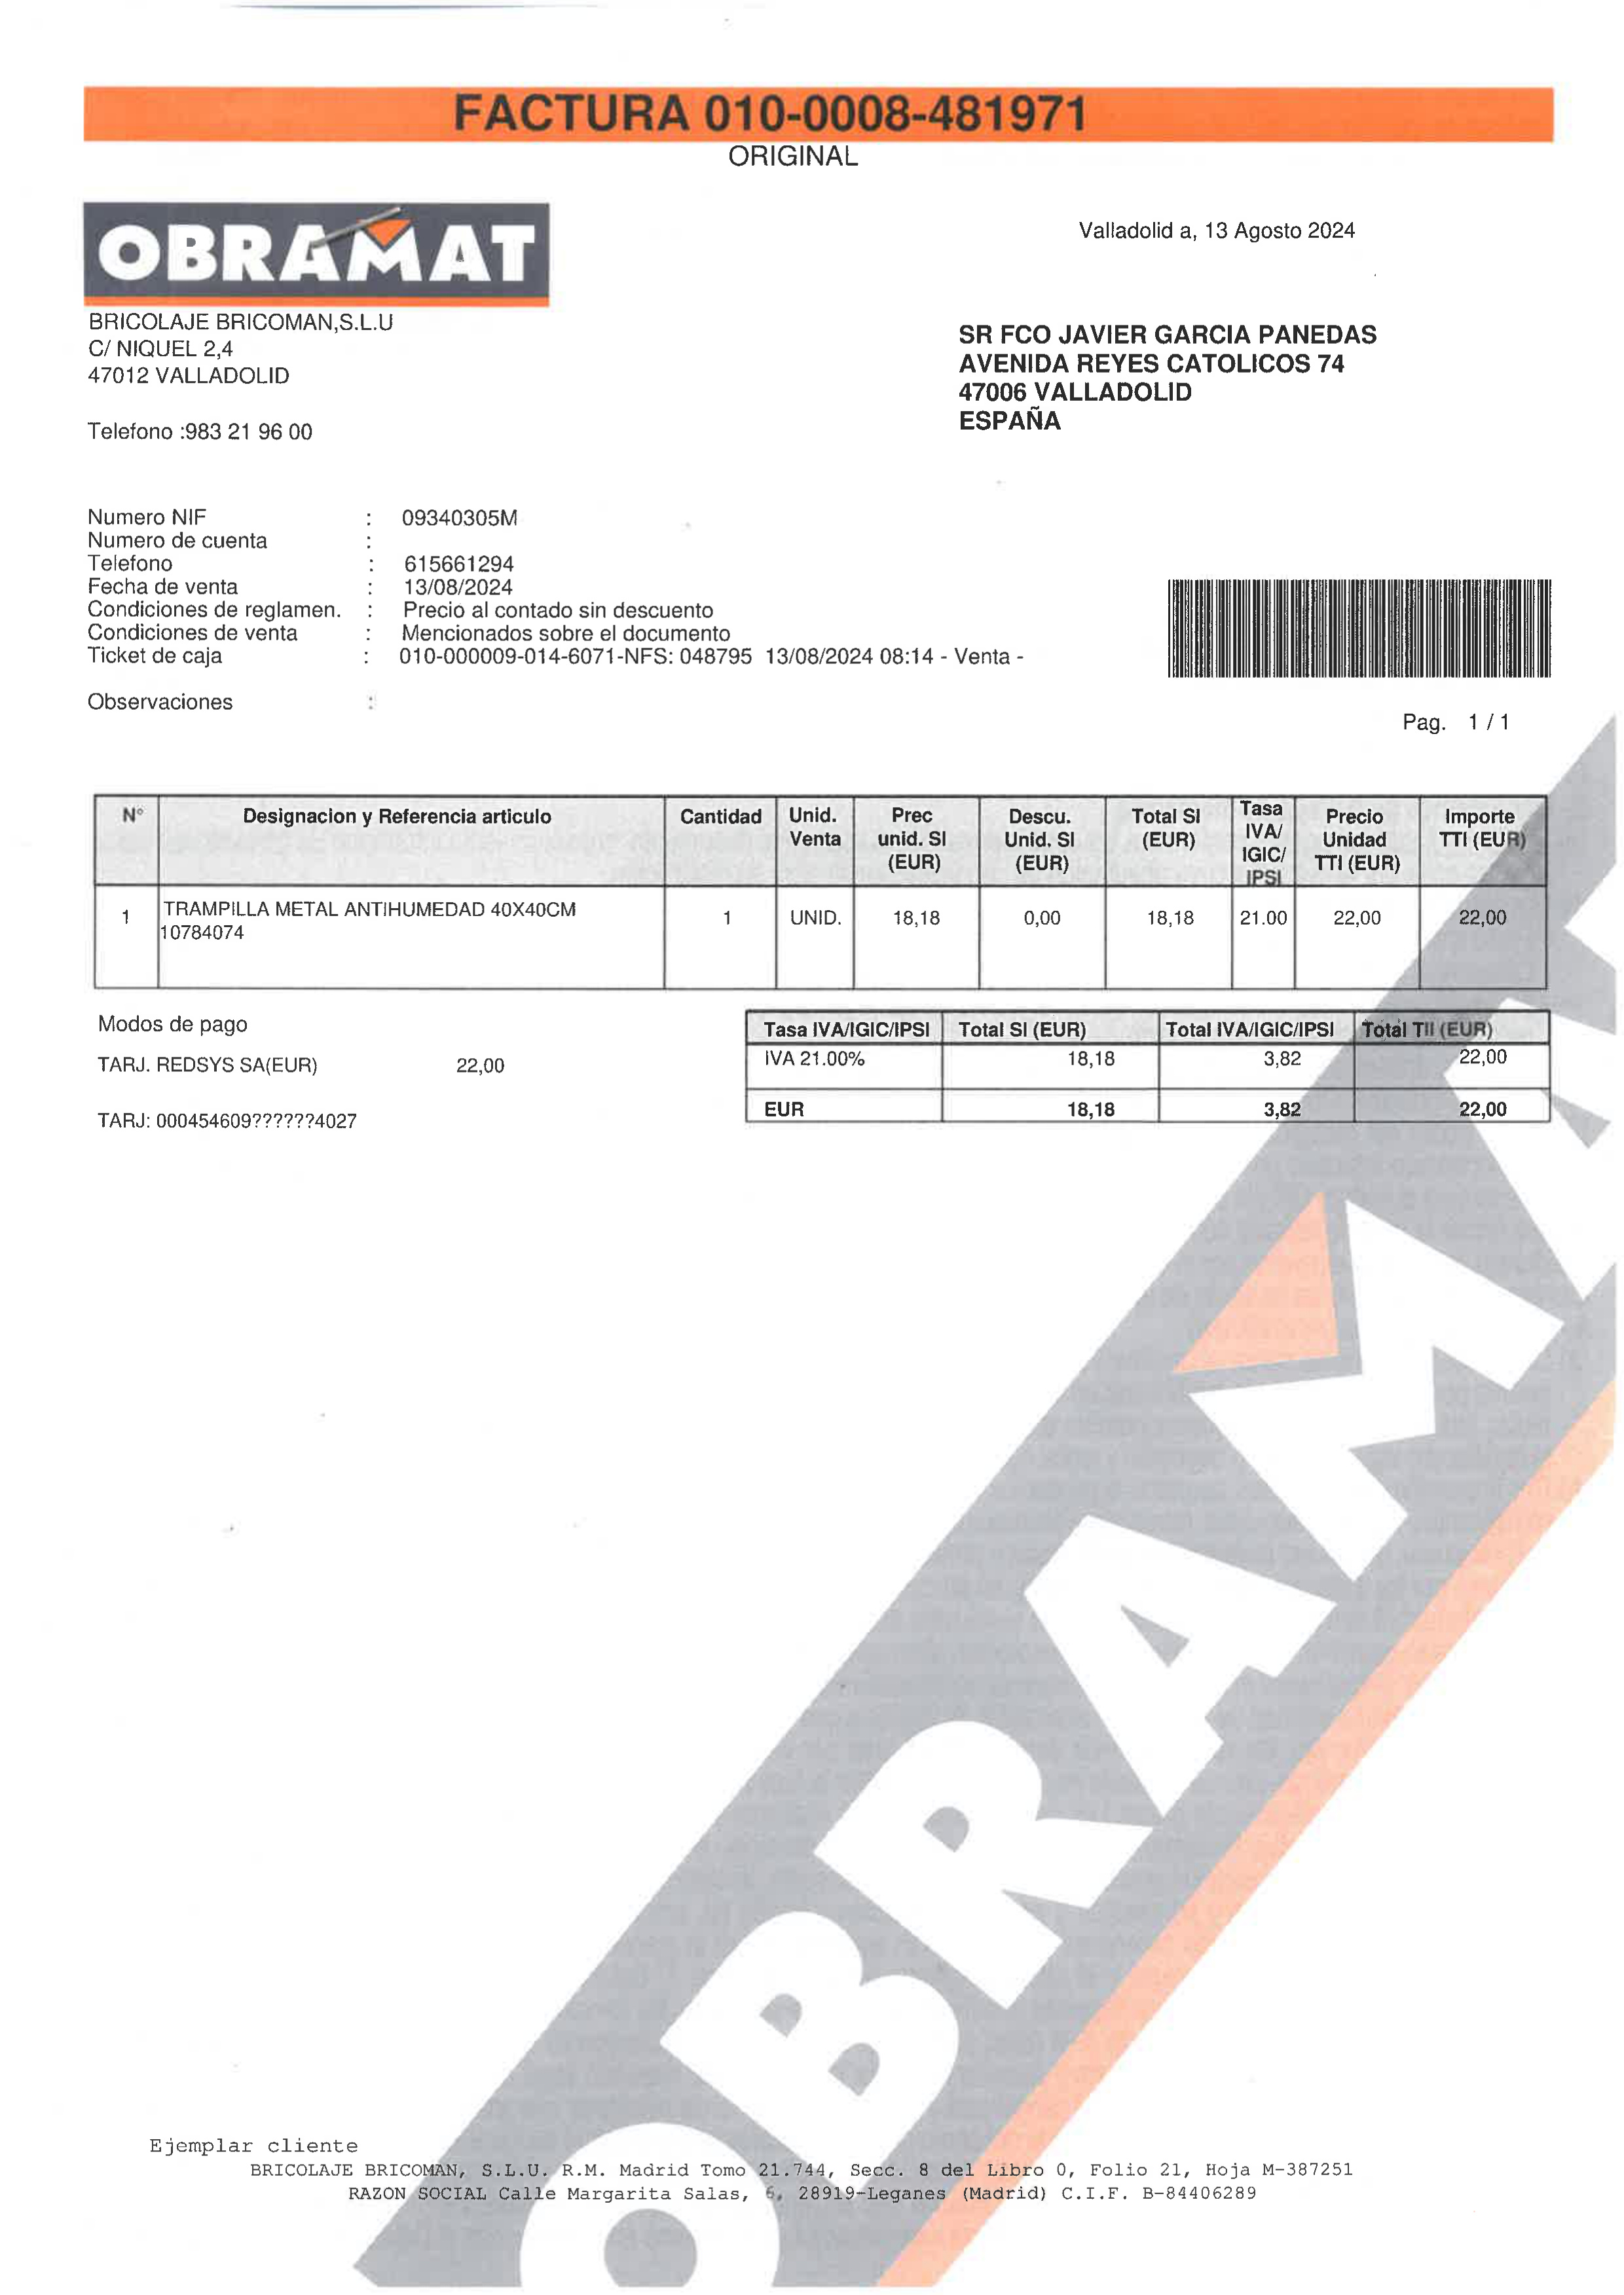 FACTURA 010-0008-481971
ORIGINAL
OBRAMAT
Valladolid a, 13 Agosto 2024
BRICOLAJE BRICOMAN,S.L.U
C/ NIQUEL 2,4
47012 VALLADOLID
Telefono :983 21 96 00
SR FCO JAVIER GARCIA PANEDAS
AVENIDA REYES CATOLICOS 74
47006 VALLADOLID
ESPAÑA
Numero NIF : 09340305M
Numero de cuenta :
Telefono : 615661294
Fecha de venta : 13/08/2024
Condiciones de reglamen. : Precio al contado sin descuento
Condiciones de venta : Mencionados sobre el documento
Ticket de caja : 010-000009-014-6071-NFS: 048795 13/08/2024 08:14 - Venta -
Observaciones :
Pag. 1 / 1
N° Designacion y Referencia articulo Cantidad Unid. Venta Prec unid. SI (EUR) Descu. Unid. SI (EUR) Total SI (EUR) Tasa IVA/ IGIC/ IPSI Precio Unidad TTI (EUR) Importe TTI (EUR)
1 TRAMPILLA METAL ANTIHUMEDAD 40X40CM 1 UNID. 18,18 0,00 18,18 21.00 22,00 22,00
10784074
Modos de pago
TARJ. REDSYS SA(EUR) 22,00
TARJ: 000454609??????4027
Tasa IVA/IGIC/IPSI Total SI (EUR) Total IVA/IGIC/IPSI Total TII (EUR)
IVA 21.00% 18,18 3,82 22,00
EUR 18,18 3,82 22,00
OBRAMAT
Ejemplar cliente
BRICOLAJE BRICOMAN, S.L.U. R.M. Madrid Tomo 21.744, Secc. 8 del Libro 0, Folio 21, Hoja M-387251
RAZON SOCIAL Calle Margarita Salas, 6, 28919-Leganes (Madrid) C.I.F. B-84406289